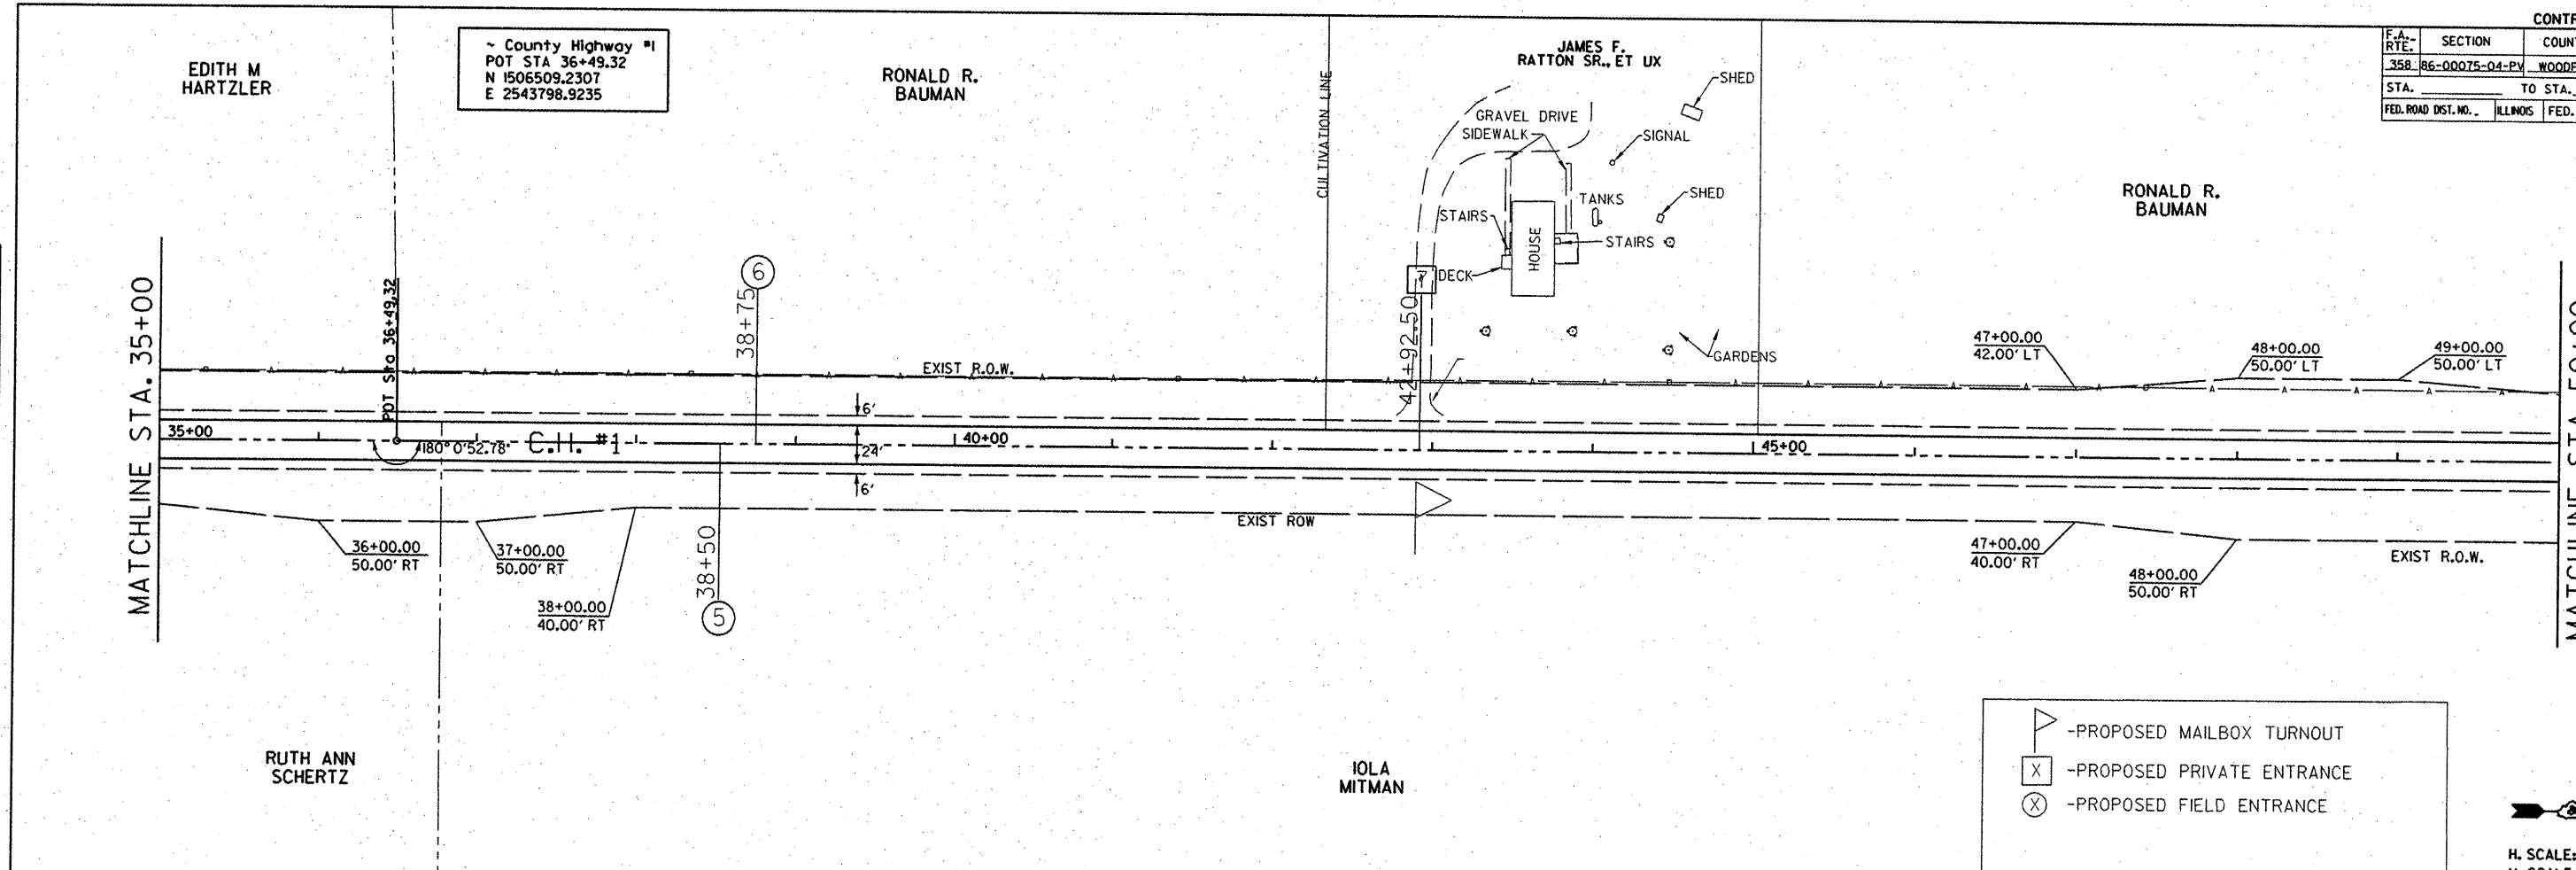 EDITH M
HARTZLER
~ County Highway #1
POT STA 36+49.32
N 1506509.2307
E 2543798.9235
RONALD R.
BAUMAN
CULTIVATION LINE
JAMES F.
RATTON SR., ET UX
SHED
GRAVEL DRIVE
SIDEWALK
SIGNAL
SHED
TANKS
STAIRS
STAIRS
HOUSE
DECK
7
GARDENS
RONALD R.
BAUMAN
F.A.-
RTE.
SECTION
358
86-00075-04-PV
STA.
TO STA.
FED. ROAD DIST. NO.
ILLINOIS
FED.
MATCHLINE STA. 35+00
POT Sta 36+49.32
6
38+75
42+92.50
EXIST R.O.W.
47+00.00
42.00' LT
48+00.00
50.00' LT
49+00.00
50.00' LT
6'
35+00
180° 0'52.78"
C.H. #1
24'
40+00
45+00
6'
EXIST ROW
36+00.00
50.00' RT
37+00.00
50.00' RT
38+00.00
40.00' RT
38+50
5
47+00.00
40.00' RT
48+00.00
50.00' RT
EXIST R.O.W.
RUTH ANN
SCHERTZ
IOLA
MITMAN
-PROPOSED MAILBOX TURNOUT
X -PROPOSED PRIVATE ENTRANCE
X -PROPOSED FIELD ENTRANCE
H. SCALE: